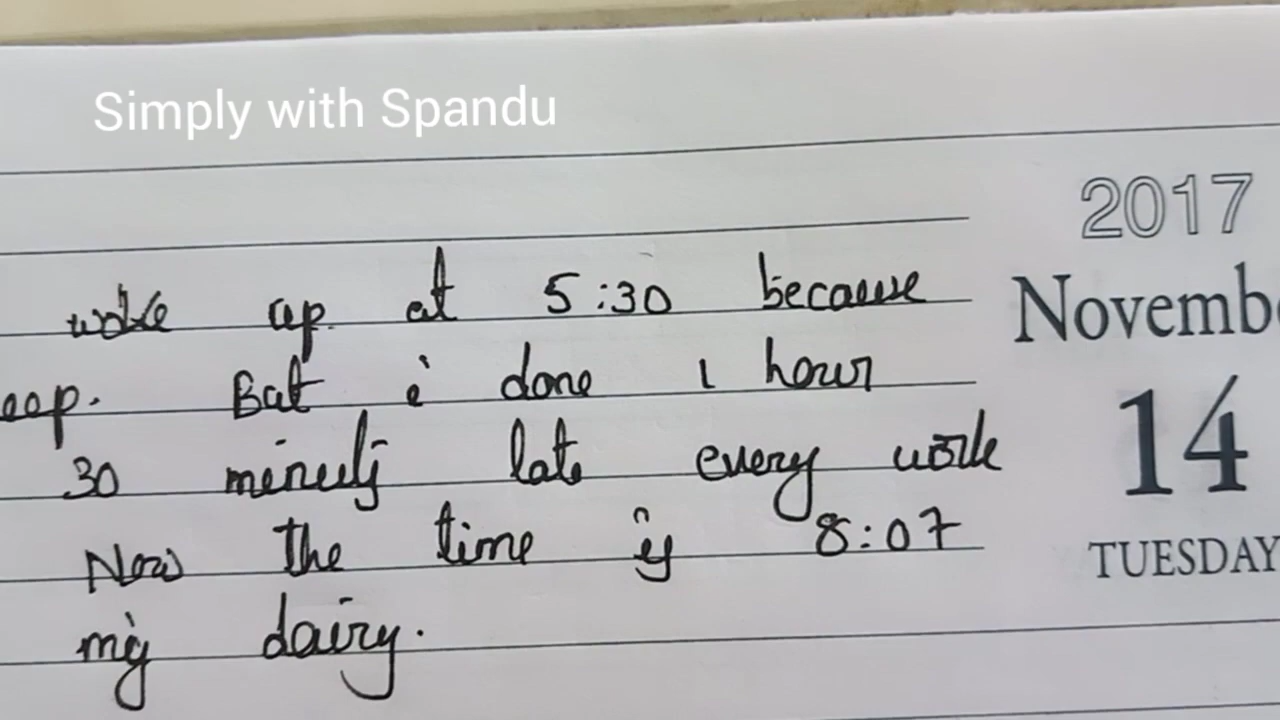 Simply with Spandu
2017
Novemb
14
TUESDAY
woke up at 5:30 because
eep. But i done 1 hour
30 minuts late every work
Now the time is 8:07
my dairy.